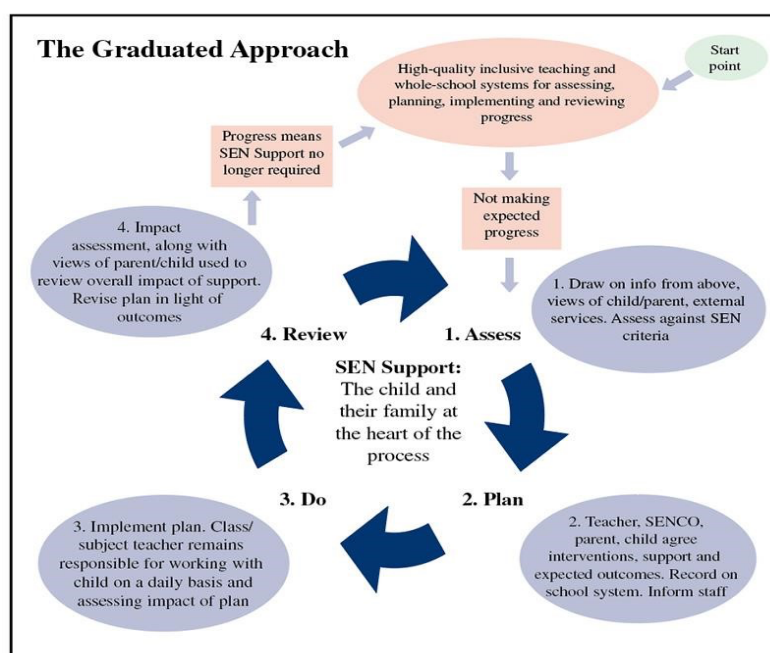 The Graduated Approach
Start
point
High-quality inclusive teaching and
whole-school systems for assessing,
planning, implementing and reviewing
progress
Progress means
SEN Support no
longer required
Not making
expected
progress
4. Impact
assessment, along with
views of parent/child used to
review overall impact of support.
Revise plan in light of
outcomes
1. Draw on info from above,
views of child/parent, external
services. Assess against SEN
criteria
4. Review
1. Assess
SEN Support:
The child and
their family at
the heart of the
process
3. Do
2. Plan
3. Implement plan. Class/
subject teacher remains
responsible for working with
child on a daily basis and
assessing impact of plan
2. Teacher, SENCO,
parent, child agree
interventions, support and
expected outcomes. Record on
school system. Inform staff